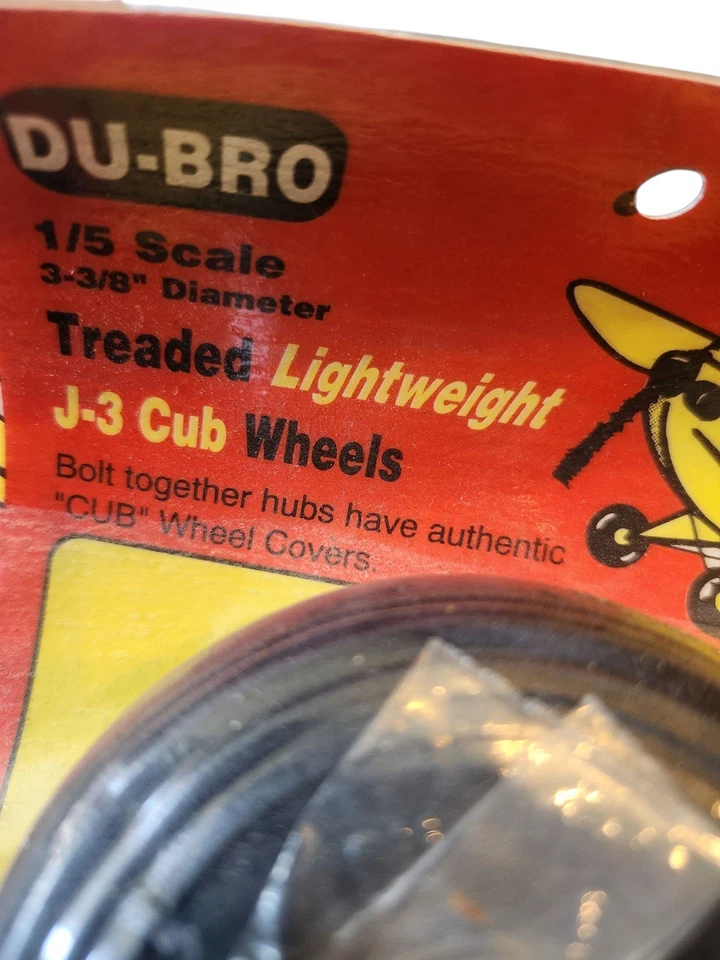 DU-BRO
1/5 Scale
3-3/8" Diameter
Treaded Lightweight
J-3 Cub Wheels
Bolt together hubs have authentic
"CUB" Wheel Covers.